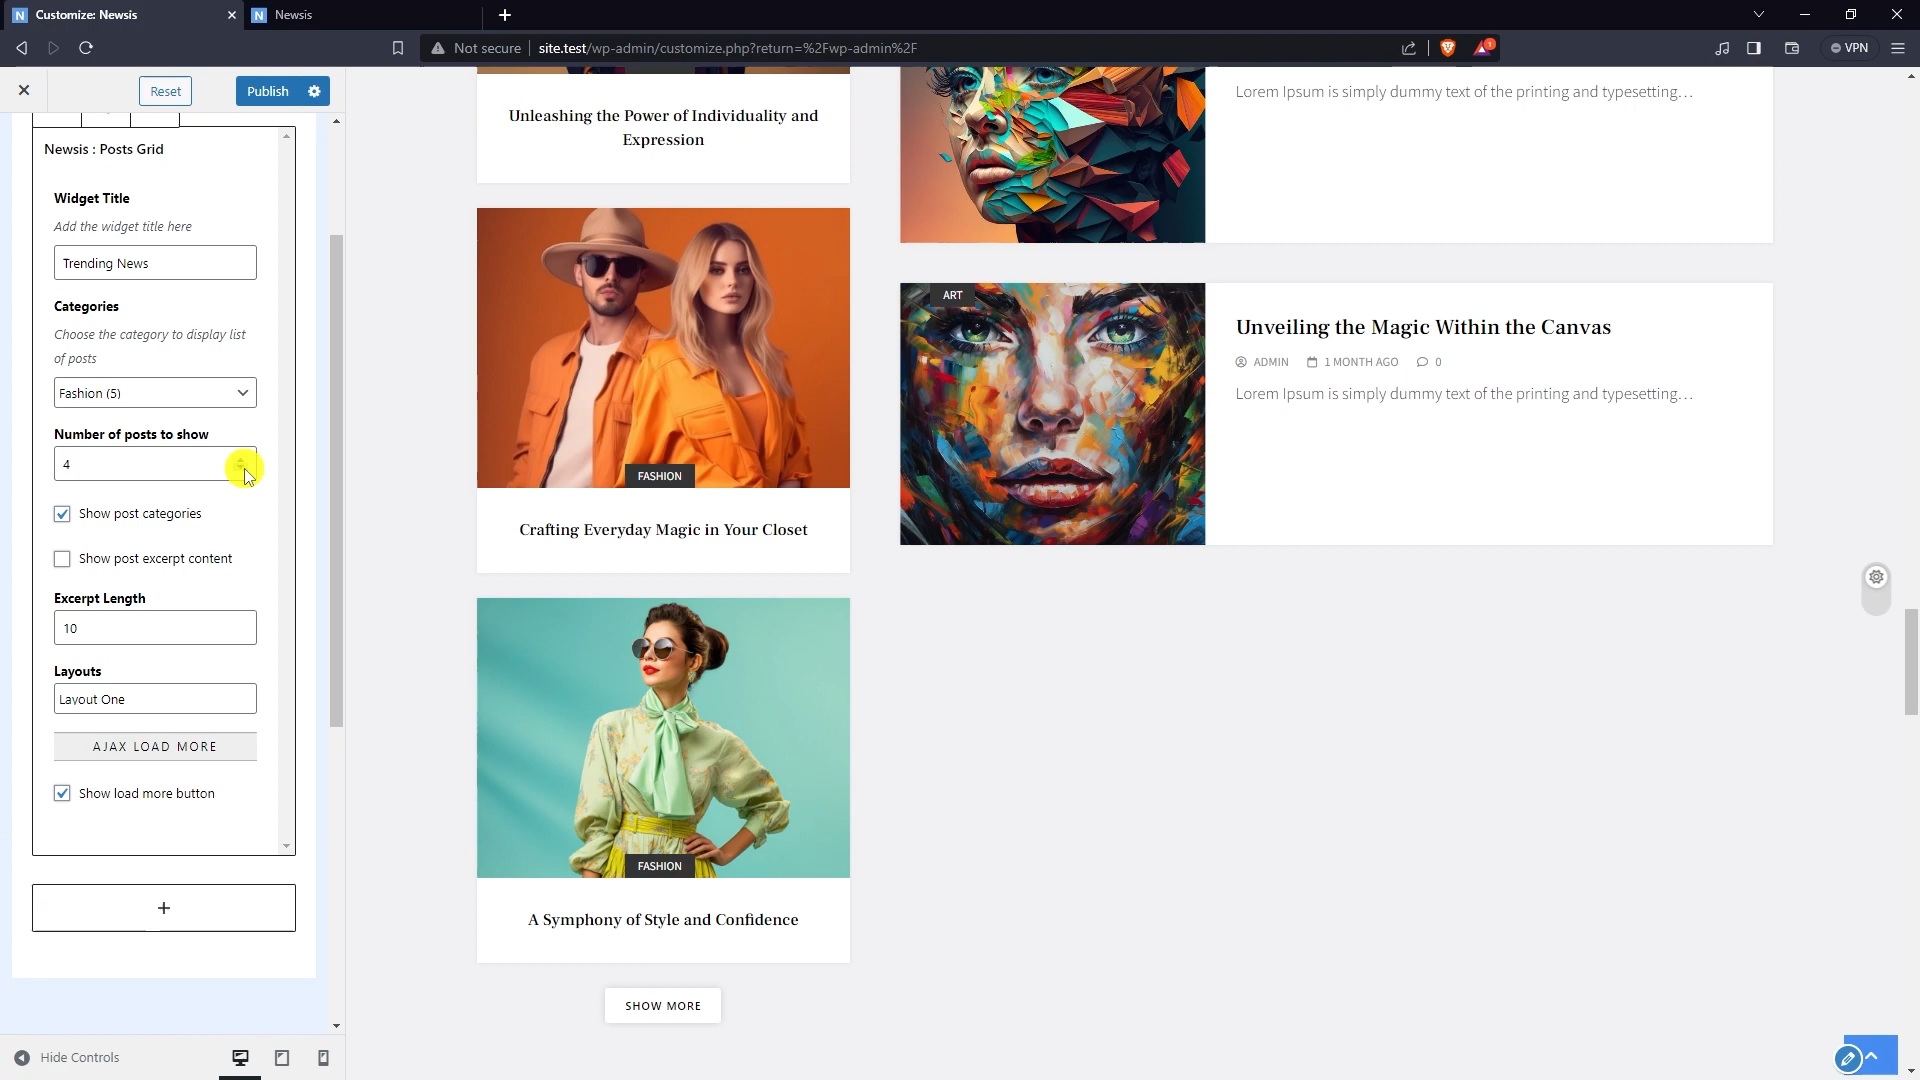 Customize: Newsis
Newsis
Not secure
site.test/wp-admin/customize.php?return=%2Fwp-admin%2F
1
VPN
Reset
Publish
Newsis : Posts Grid
Widget Title
Add the widget title here
Trending News
Categories
Choose the category to display list
of posts
Fashion (5)
Number of posts to show
4
Show post categories
Show post excerpt content
Excerpt Length
10
Layouts
Layout One
AJAX LOAD MORE
Show load more button
+
Hide Controls
Unleashing the Power of Individuality and
Expression
FASHION
Crafting Everyday Magic in Your Closet
FASHION
A Symphony of Style and Confidence
SHOW MORE
Lorem Ipsum is simply dummy text of the printing and typesetting...
ART
Unveiling the Magic Within the Canvas
ADMIN 1 MONTH AGO 0
Lorem Ipsum is simply dummy text of the printing and typesetting...